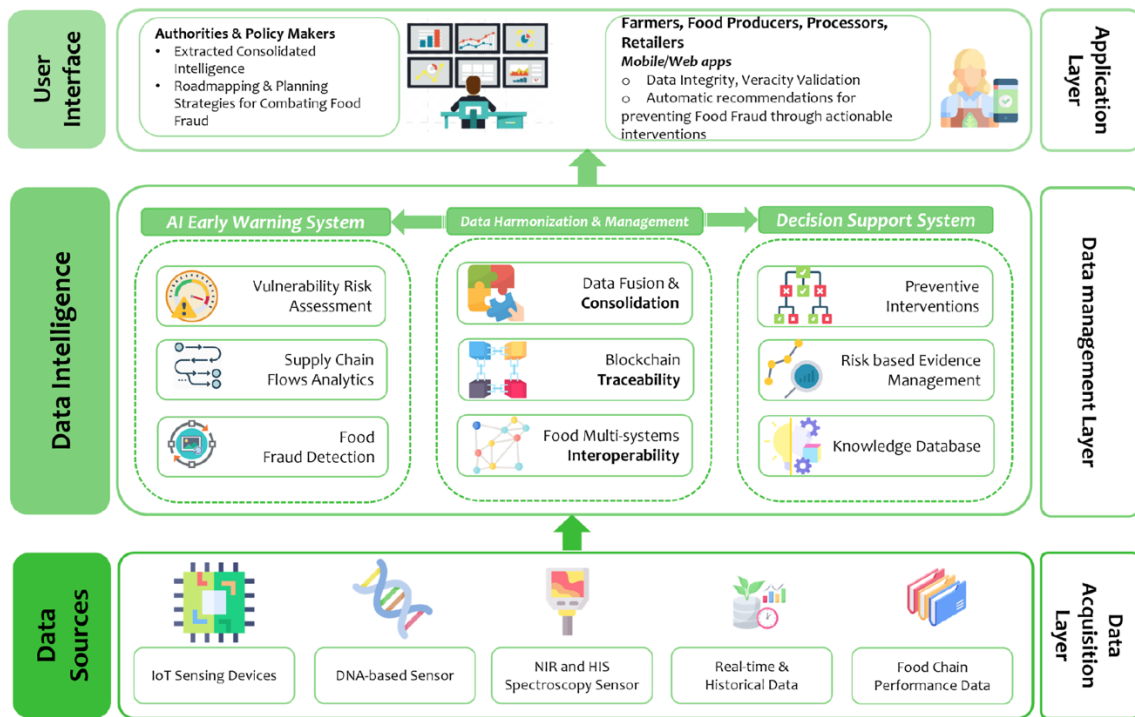 User
Interface
Authorities & Policy Makers
• Extracted Consolidated
Intelligence
• Roadmapping & Planning
Strategies for Combating Food
Fraud
Farmers, Food Producers, Processors,
Retailers
Mobile/Web apps
o Data Integrity, Veracity Validation
o Automatic recommendations for
preventing Food Fraud through actionable
interventions
Application
Layer
Data Intelligence
AI Early Warning System
Vulnerability Risk
Assessment
Supply Chain
Flows Analytics
Food
Fraud Detection
Data Harmonization & Management
Data Fusion &
Consolidation
Blockchain
Traceability
Food Multi-systems
Interoperability
Decision Support System
Preventive
Interventions
Risk based Evidence
Management
Knowledge Database
Data management Layer
Data
Sources
IoT Sensing Devices
DNA-based Sensor
NIR and HIS
Spectroscopy Sensor
Real-time &
Historical Data
Food Chain
Performance Data
Data
Acquisition
Layer